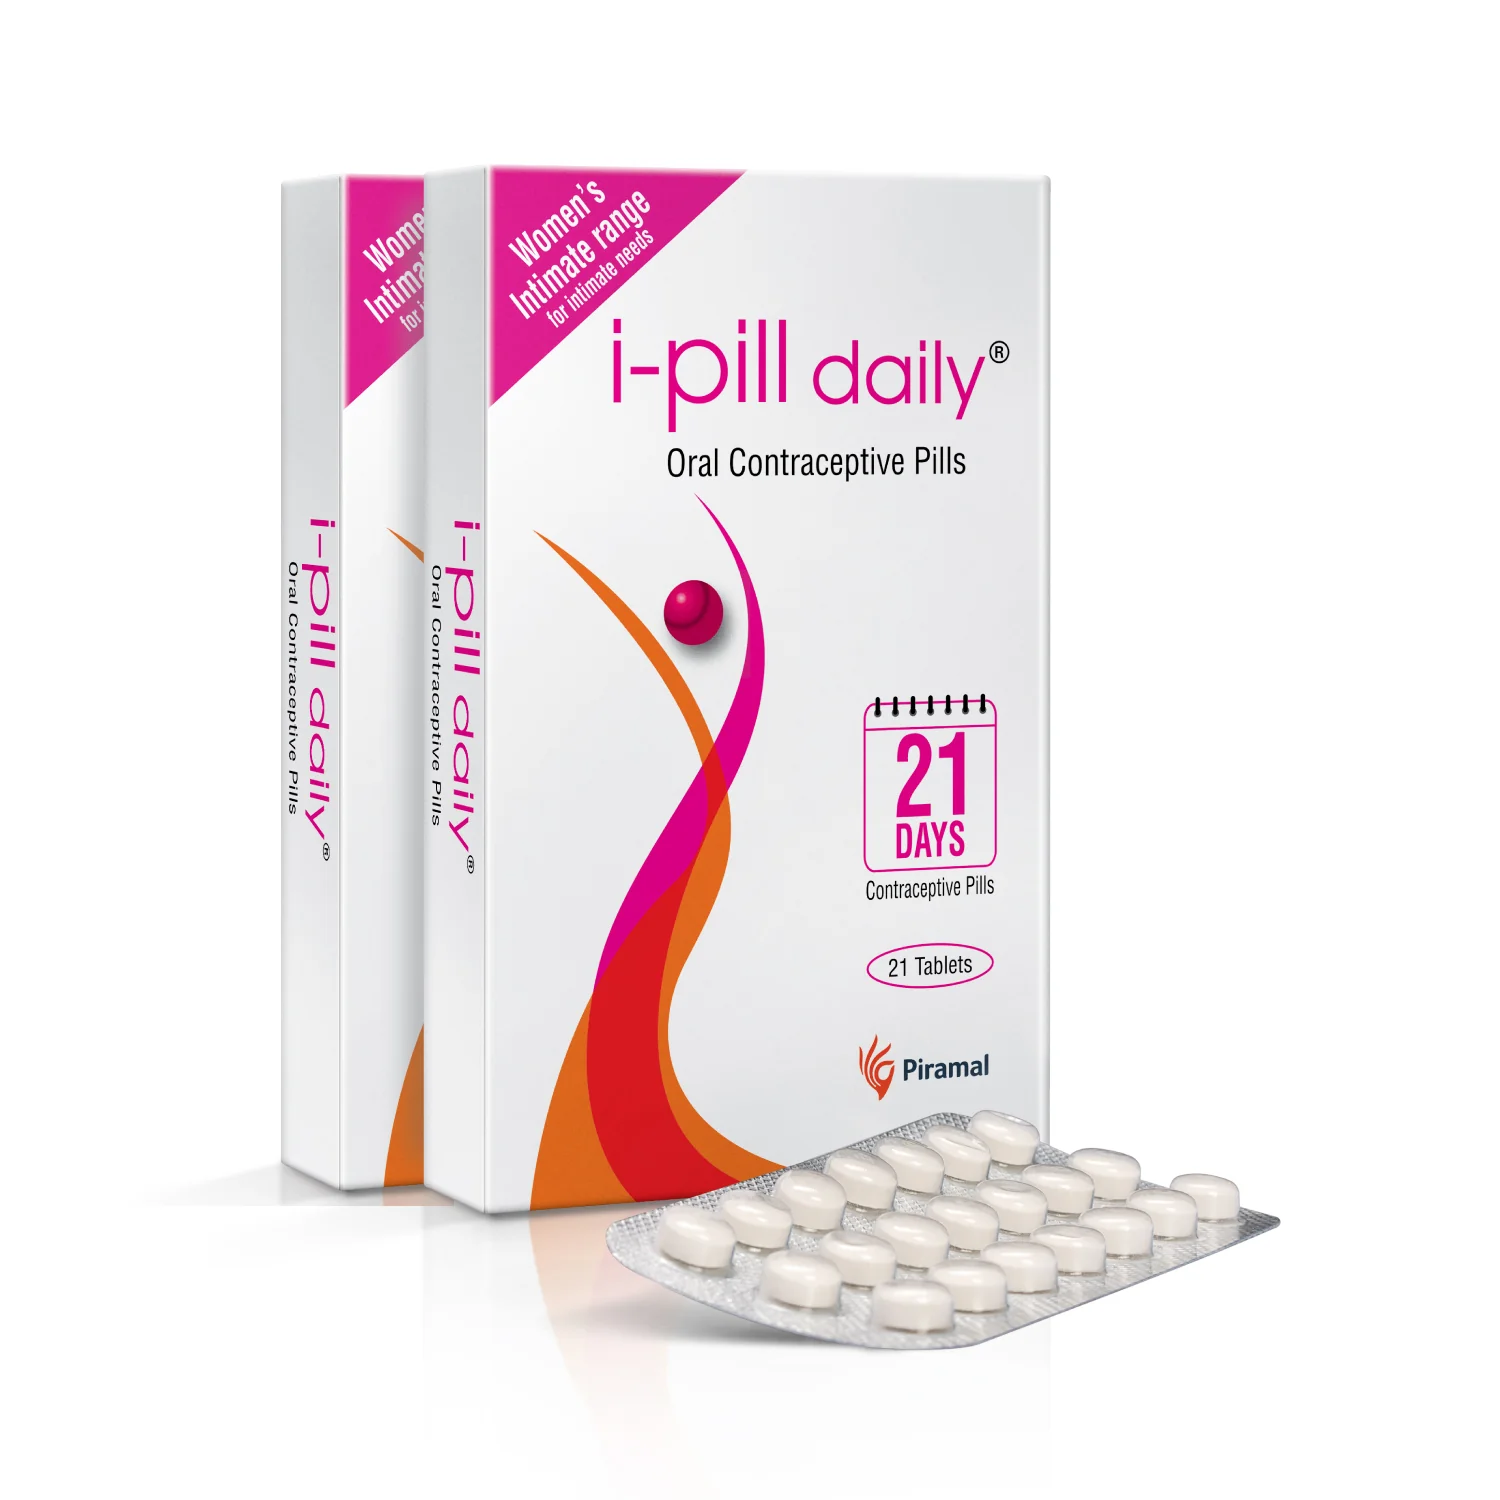 Women's
Intimate range
for intimate needs
i-pill daily®
Oral Contraceptive Pills
21
DAYS
Contraceptive Pills
21 Tablets
Piramal
i-pill daily®
Oral Contraceptive Pills
i-pill daily®
Oral Contraceptive Pills